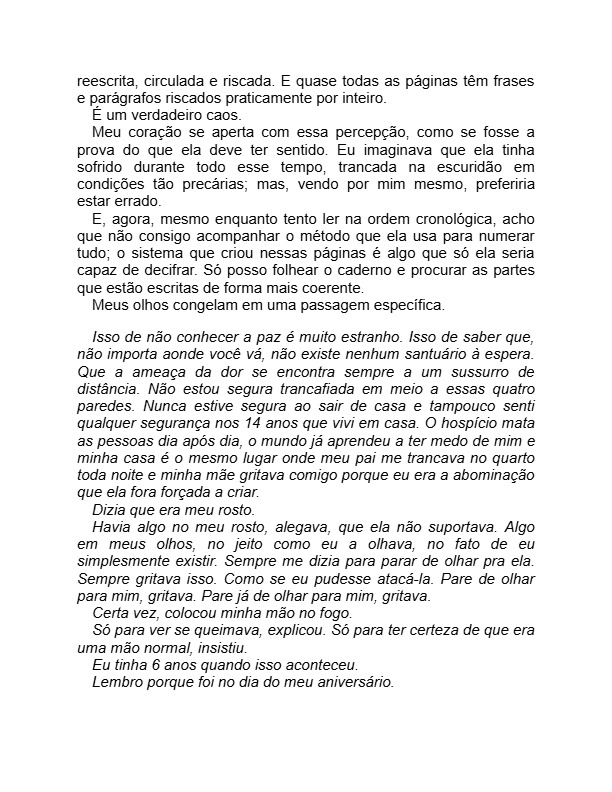 reescrita, circulada e riscada. E quase todas as páginas têm frases
e parágrafos riscados praticamente por inteiro.
É um verdadeiro caos.
Meu coração se aperta com essa percepção, como se fosse a
prova do que ela deve ter sentido. Eu imaginava que ela tinha
sofrido durante todo esse tempo, trancada na escuridão em
condições tão precárias; mas, vendo por mim mesmo, preferiria
estar errado.
E, agora, mesmo enquanto tento ler na ordem cronológica, acho
que não consigo acompanhar o método que ela usa para numerar
tudo; o sistema que criou nessas páginas é algo que só ela seria
capaz de decifrar. Só posso folhear o caderno e procurar as partes
que estão escritas de forma mais coerente.
Meus olhos congelam em uma passagem específica.
Isso de não conhecer a paz é muito estranho. Isso de saber que,
não importa aonde você vá, não existe nenhum santuário à espera.
Que a ameaça da dor se encontra sempre a um sussurro de
distância. Não estou segura trancafiada em meio a essas quatro
paredes. Nunca estive segura ao sair de casa e tampouco senti
qualquer segurança nos 14 anos que vivi em casa. O hospício mata
as pessoas dia após dia, o mundo já aprendeu a ter medo de mim e
minha casa é o mesmo lugar onde meu pai me trancava no quarto
toda noite e minha mãe gritava comigo porque eu era a abominação
que ela fora forçada a criar.
Dizia que era meu rosto.
Havia algo no meu rosto, alegava, que ela não suportava. Algo
em meus olhos, no jeito como eu a olhava, no fato de eu
simplesmente existir. Sempre me dizia para parar de olhar pra ela.
Sempre gritava isso. Como se eu pudesse atacá-la. Pare de olhar
para mim, gritava. Pare já de olhar para mim, gritava.
Certa vez, colocou minha mão no fogo.
Só para ver se queimava, explicou. Só para ter certeza de que era
uma mão normal, insistiu.
Eu tinha 6 anos quando isso aconteceu.
Lembro porque foi no dia do meu aniversário.